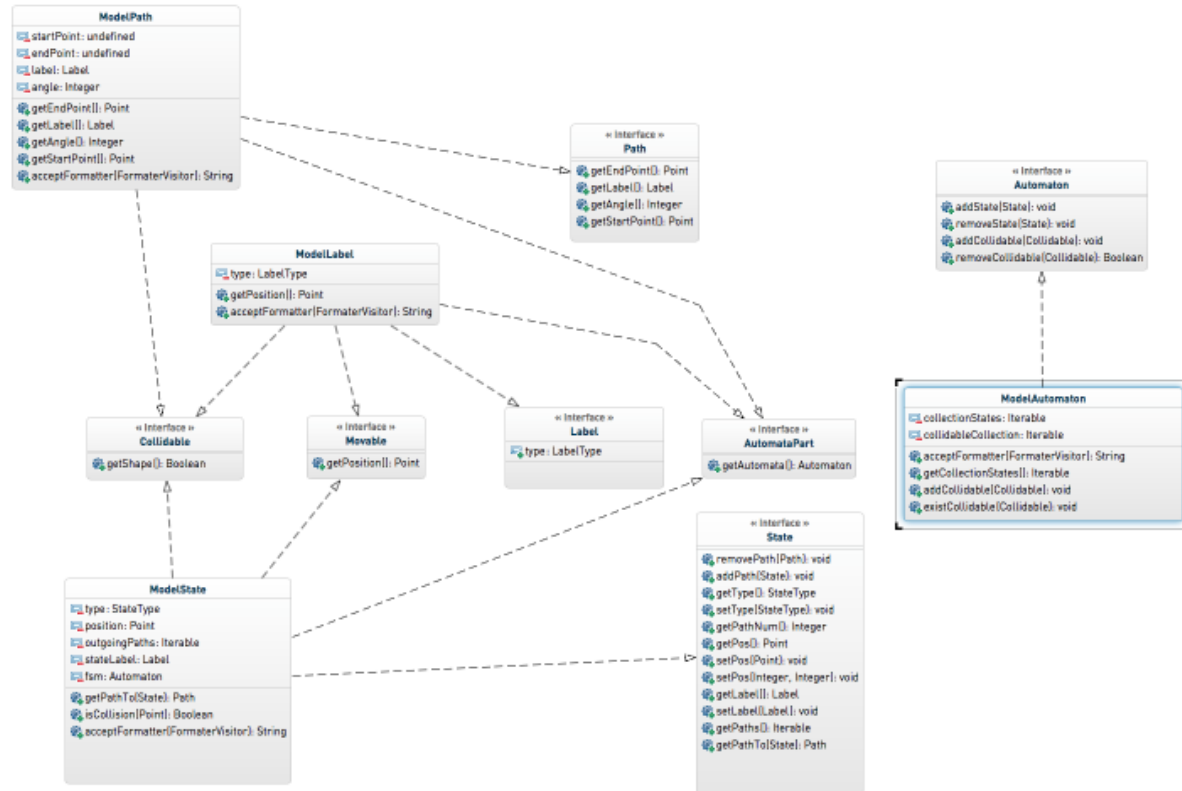 ModelPath
startPoint: undefined
endPoint: undefined
label: Label
angle: Integer
getEndPoint(): Point
getLabel(): Label
getAngle(): Integer
getStartPoint(): Point
acceptFormatter(FormaterVisitor): String
« Interface »
Path
getEndPoint(): Point
getLabel(): Label
getAngle(): Integer
getStartPoint(): Point
« Interface »
Automaton
addState(State): void
removeState(State): void
addCollidable(Collidable): void
removeCollidable(Collidable): Boolean
ModelLabel
type: LabelType
getPosition(): Point
acceptFormatter(FormaterVisitor): String
ModelAutomaton
collectionStates: Iterable
collidableCollection: Iterable
acceptFormatter(FormaterVisitor): String
getCollectionStates(): Iterable
addCollidable(Collidable): void
existCollidable(Collidable): void
« Interface »
Collidable
getShape(): Boolean
« Interface »
Movable
getPosition(): Point
« Interface »
Label
type: LabelType
« Interface »
AutomataPart
getAutomata(): Automaton
« Interface »
State
removePath(Path): void
addPath(State): void
getType(): StateType
setType(StateType): void
getPathNum(): Integer
getPos(): Point
setPos(Point): void
setPos(Integer, Integer): void
getLabel(): Label
setLabel(Label): void
getPaths(): Iterable
getPathTo(State): Path
ModelState
type: StateType
position: Point
outgoingPaths: Iterable
stateLabel: Label
fsm: Automaton
getPathTo(State): Path
isCollision(Point): Boolean
acceptFormatter(FormaterVisitor): String